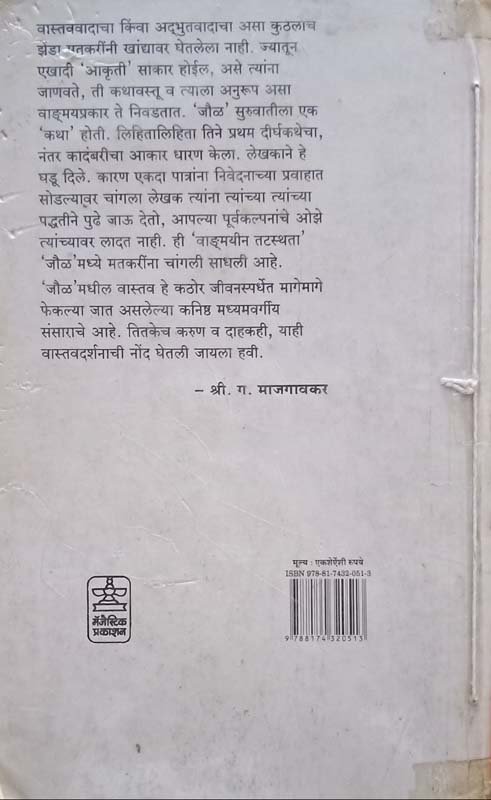 वास्तववादाचा किंवा अद्भुतवादाचा असा कुठलाच
झेंडा मतकरींनी खांद्यावर घेतलेला नाही. ज्यातून
एखादी 'आकृती' साकार होईल, असे त्यांना
जाणवते, ती कथावस्तू व त्याला अनुरूप असा
वाङ्मयप्रकार ते निवडतात. 'जौळ' सुरुवातीला एक
'कथा' होती. लिहितालिहिता तिने प्रथम दीर्घकथेचा,
नंतर कादंबरीचा आकार धारण केला. लेखकाने हे
घडू दिले. कारण एकदा पात्रांना निवेदनाच्या प्रवाहात
सोडल्यावर चांगला लेखक त्यांना त्यांच्या त्यांच्या
पद्धतीने पुढे जाऊ देतो, आपल्या पूर्वकल्पनांचे ओझे
त्यांच्यावर लादत नाही. ही 'वाङ्मयीन तटस्थता'
'जौळ'मध्ये मतकरींना चांगली साधली आहे.
'जौळ'मधील वास्तव हे कठोर जीवनस्पर्धेत मागेमागे
फेकल्या जात असलेल्या कनिष्ठ मध्यमवर्गीय
संसाराचे आहे. तितकेच करुण व दाहकही, याही
वास्तवदर्शनाची नोंद घेतली जायला हवी.
– श्री. ग. माजगावकर
मूल्य : एकशेऐंशी रुपये
ISBN 978-81-7432-051-3
9 788174 320513
मॅजेस्टिक
प्रकाशन